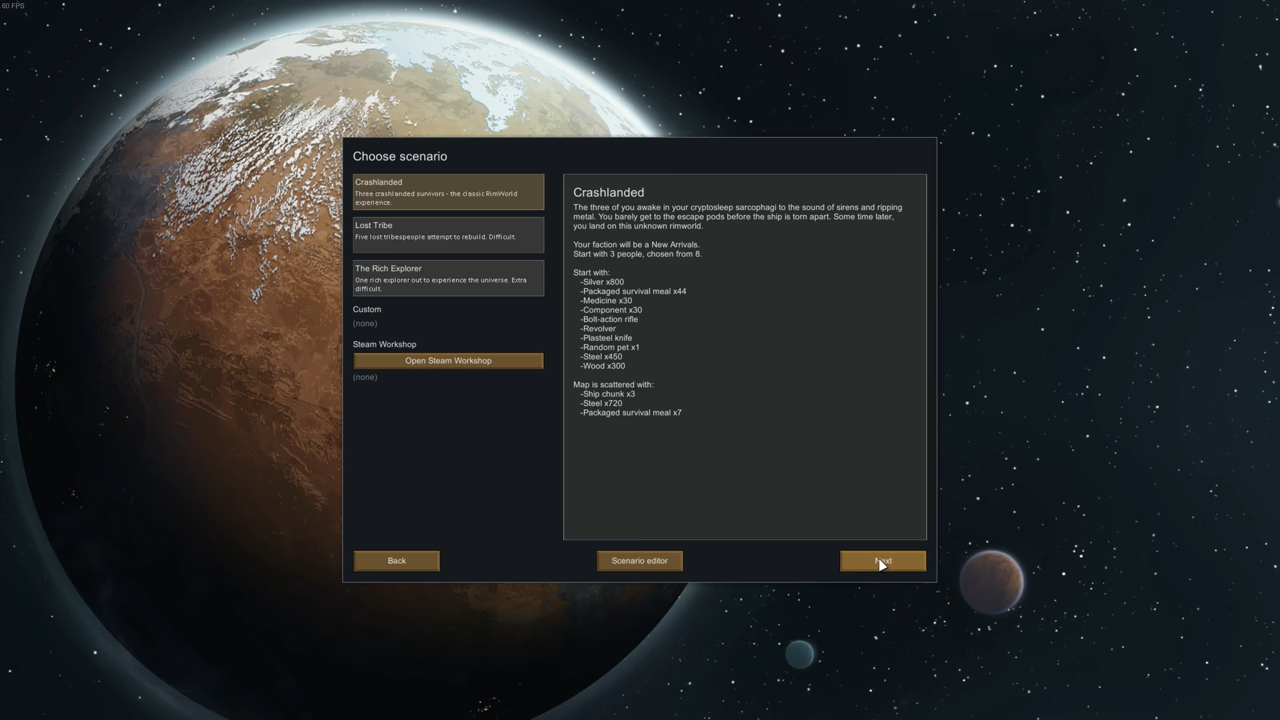 60 FPS
Choose scenario
Crashlanded
Three crashlanded survivors - the classic RimWorld
experience.
Lost Tribe
Five lost tribespeople attempt to rebuild. Difficult.
The Rich Explorer
One rich explorer out to experience the universe. Extra
difficult.
Custom
(none)
Steam Workshop
Open Steam Workshop
(none)
Crashlanded
The three of you awake in your cryptosleep sarcophagi to the sound of sirens and ripping
metal. You barely get to the escape pods before the ship is torn apart. Some time later,
you land on this unknown rimworld.
Your faction will be a New Arrivals.
Start with 3 people, chosen from 8.
Start with:
-Silver x800
-Packaged survival meal x44
-Medicine x30
-Component x30
-Bolt-action rifle
-Revolver
-Plasteel knife
-Random pet x1
-Steel x450
-Wood x300
Map is scattered with:
-Ship chunk x3
-Steel x720
-Packaged survival meal x7
Back
Scenario editor
Next